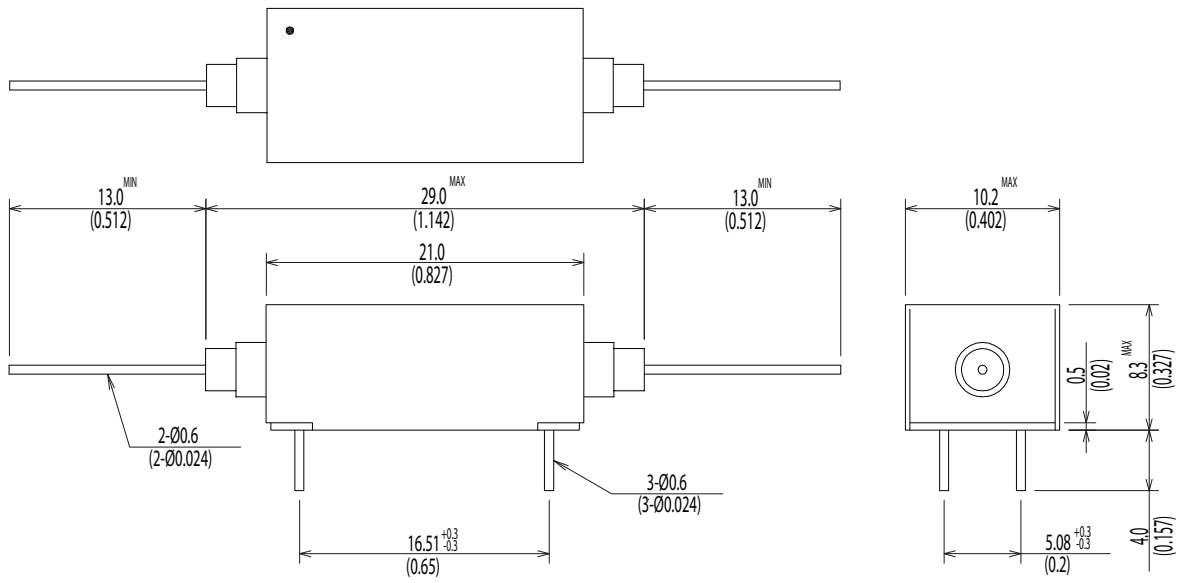 13.0 MIN
(0.512)
29.0 MAX
(1.142)
13.0 MIN
(0.512)
10.2 MAX
(0.402)
21.0
(0.827)
0.5
(0.02)
8.3 MAX
(0.327)
2-Ø0.6
(2-Ø0.024)
3-Ø0.6
(3-Ø0.024)
16.51 +0.3 -0.3
(0.65)
5.08 +0.3 -0.3
(0.2)
4.0
(0.157)